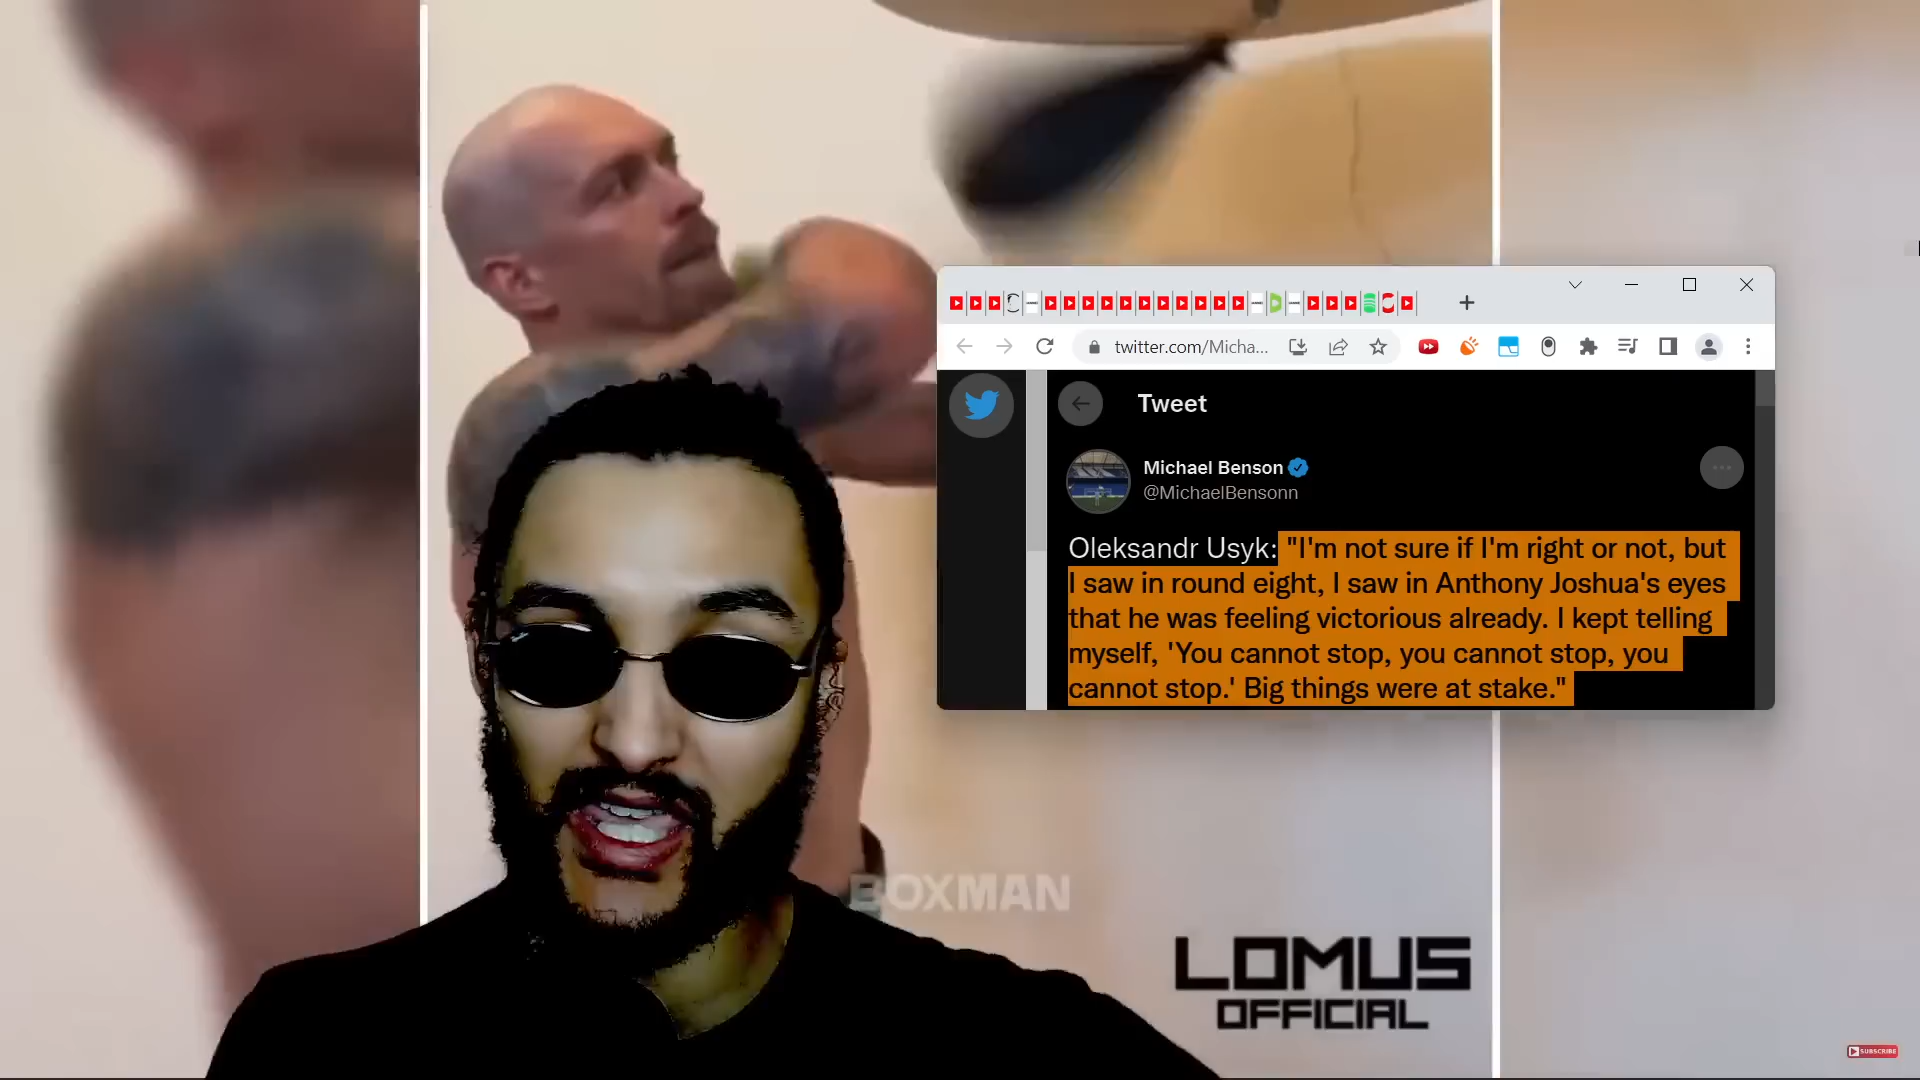 twitter.com/Micha...
Tweet
Michael Benson
@MichaelBensonn
Oleksandr Usyk: "I'm not sure if I'm right or not, but
I saw in round eight, I saw in Anthony Joshua's eyes
that he was feeling victorious already. I kept telling
myself, 'You cannot stop, you cannot stop, you
cannot stop.' Big things were at stake."
BOXMAN
LOMUS
OFFICIAL
SUBSCRIBE